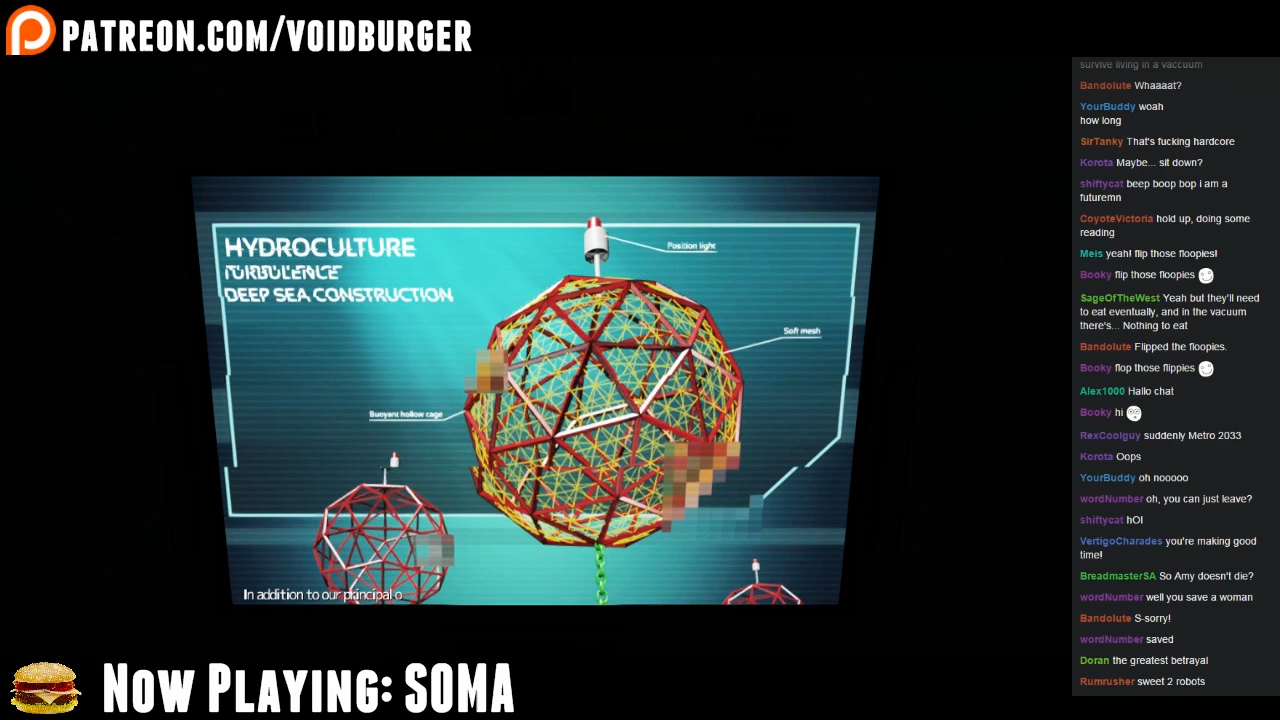 PATREON.COM/VOIDBURGER
HYDROCULTURE
TURBULENCE
DEEP SEA CONSTRUCTION
Position light
Soft mesh
Buoyant hollow cage
In addition to our principal o
Now Playing: SOMA
survive living in a vaccuum
Bandolute Whaaaat?
YourBuddy woah
how long
SirTanky That's fucking hardcore
Korota Maybe... sit down?
shiftycat beep boop bop i am a
futuremn
CoyoteVictoria hold up, doing some
reading
Meis yeah! flip those floopies!
Booky flip those floopies
SageOfTheWest Yeah but they'll need
to eat eventually, and in the vacuum
there's... Nothing to eat
Bandolute Flipped the floopies.
Booky flop those flippies
Alex1000 Hallo chat
Booky hi
RexCoolguy suddenly Metro 2033
Korota Oops
YourBuddy oh nooooo
wordNumber oh, you can just leave?
shiftycat hOI
VertigoCharades you're making good
time!
BreadmasterSA So Amy doesn't die?
wordNumber well you save a woman
Bandolute S-sorry!
wordNumber saved
Doran the greatest betrayal
Rumrusher sweet 2 robots